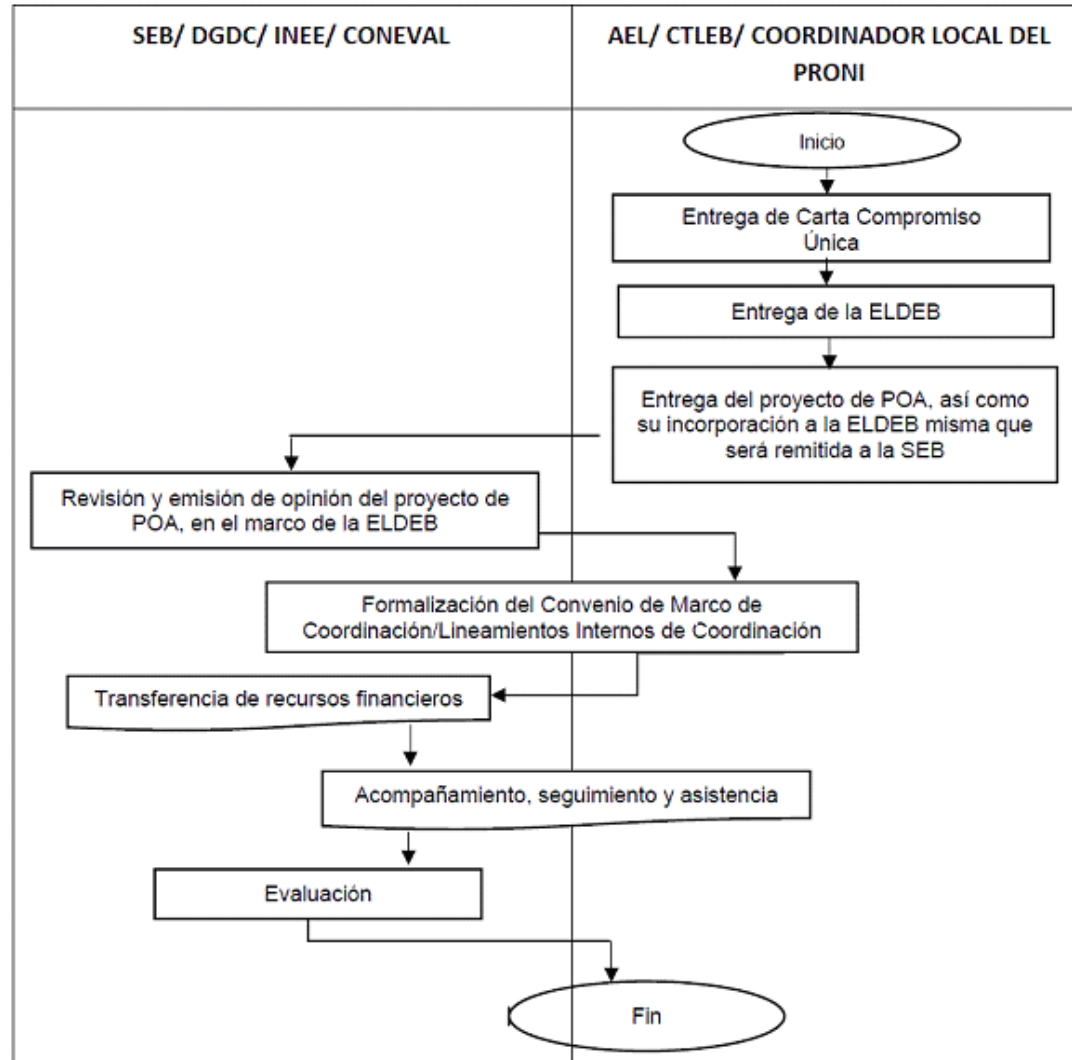 SEB/ DGDC/ INEE/ CONEVAL
AEL/ CTLEB/ COORDINADOR LOCAL DEL
PRONI
Inicio
Entrega de Carta Compromiso
Única
Entrega de la ELDEB
Entrega del proyecto de POA, así como
su incorporación a la ELDEB misma que
será remitida a la SEB
Revisión y emisión de opinión del proyecto de
POA, en el marco de la ELDEB
Formalización del Convenio de Marco de
Coordinación/Lineamientos Internos de Coordinación
Transferencia de recursos financieros
Acompañamiento, seguimiento y asistencia
Evaluación
Fin